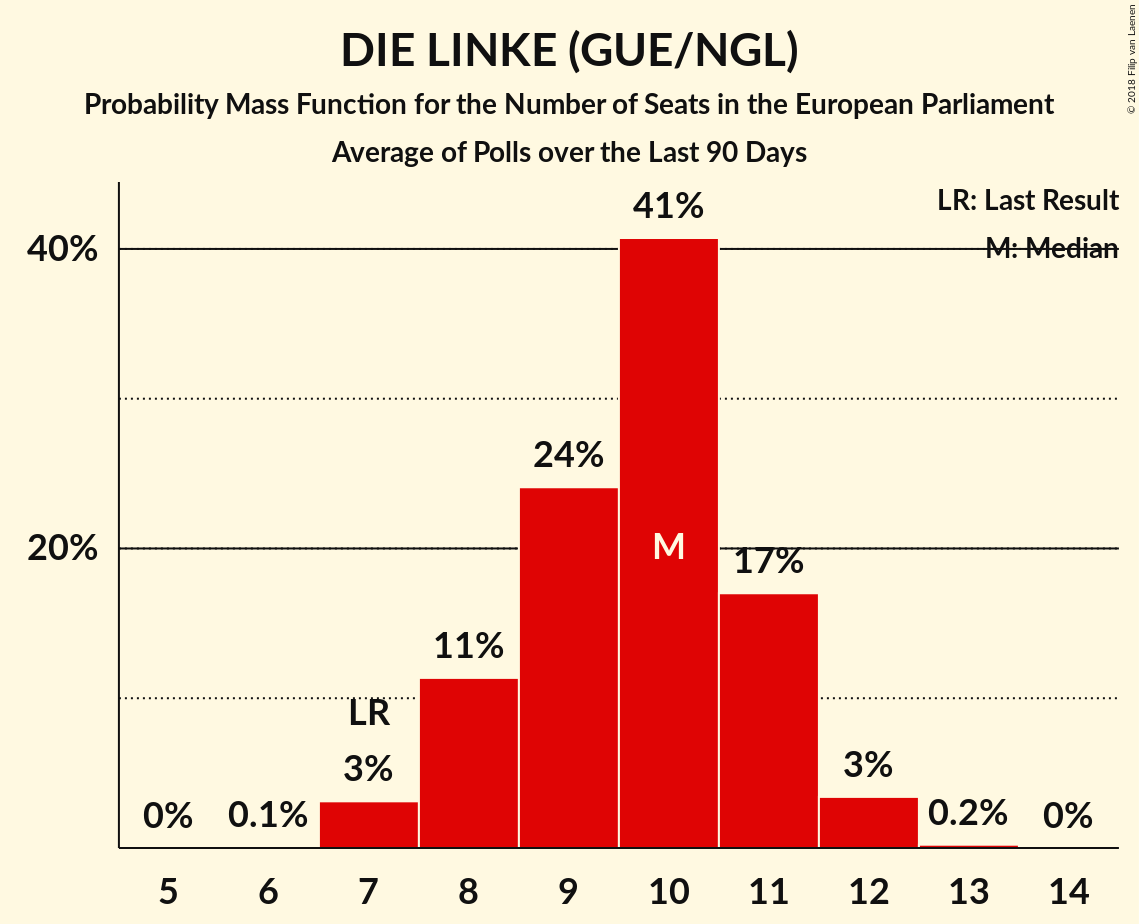 DIE LINKE (GUE/NGL)
Probability Mass Function for the Number of Seats in the European Parliament
Average of Polls over the Last 90 Days
© 2018 Filip van Laenen
LR: Last Result
M: Median
41%
40%
24%
20%
M
17%
11%
LR
3%
3%
0%
0.1%
0.2%
0%
5 6 7 8 9 10 11 12 13 14